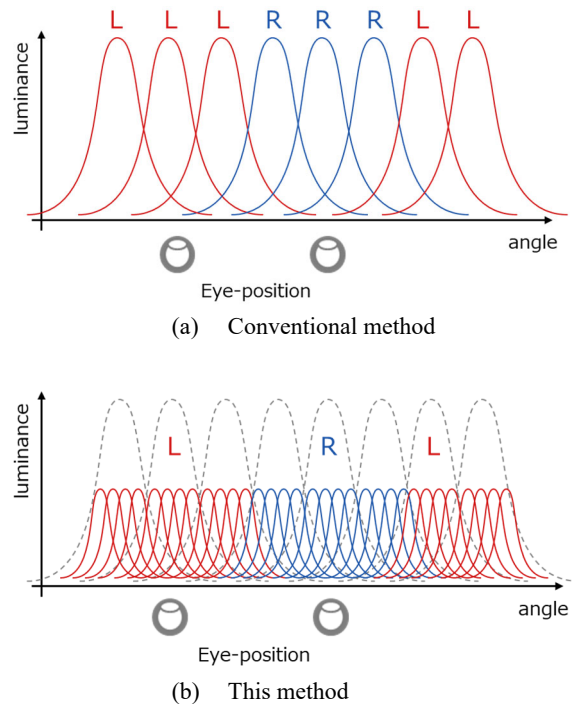 L L L R R R L L
luminance
angle
Eye-position
(a) Conventional method
luminance
L R L
angle
Eye-position
(b) This method